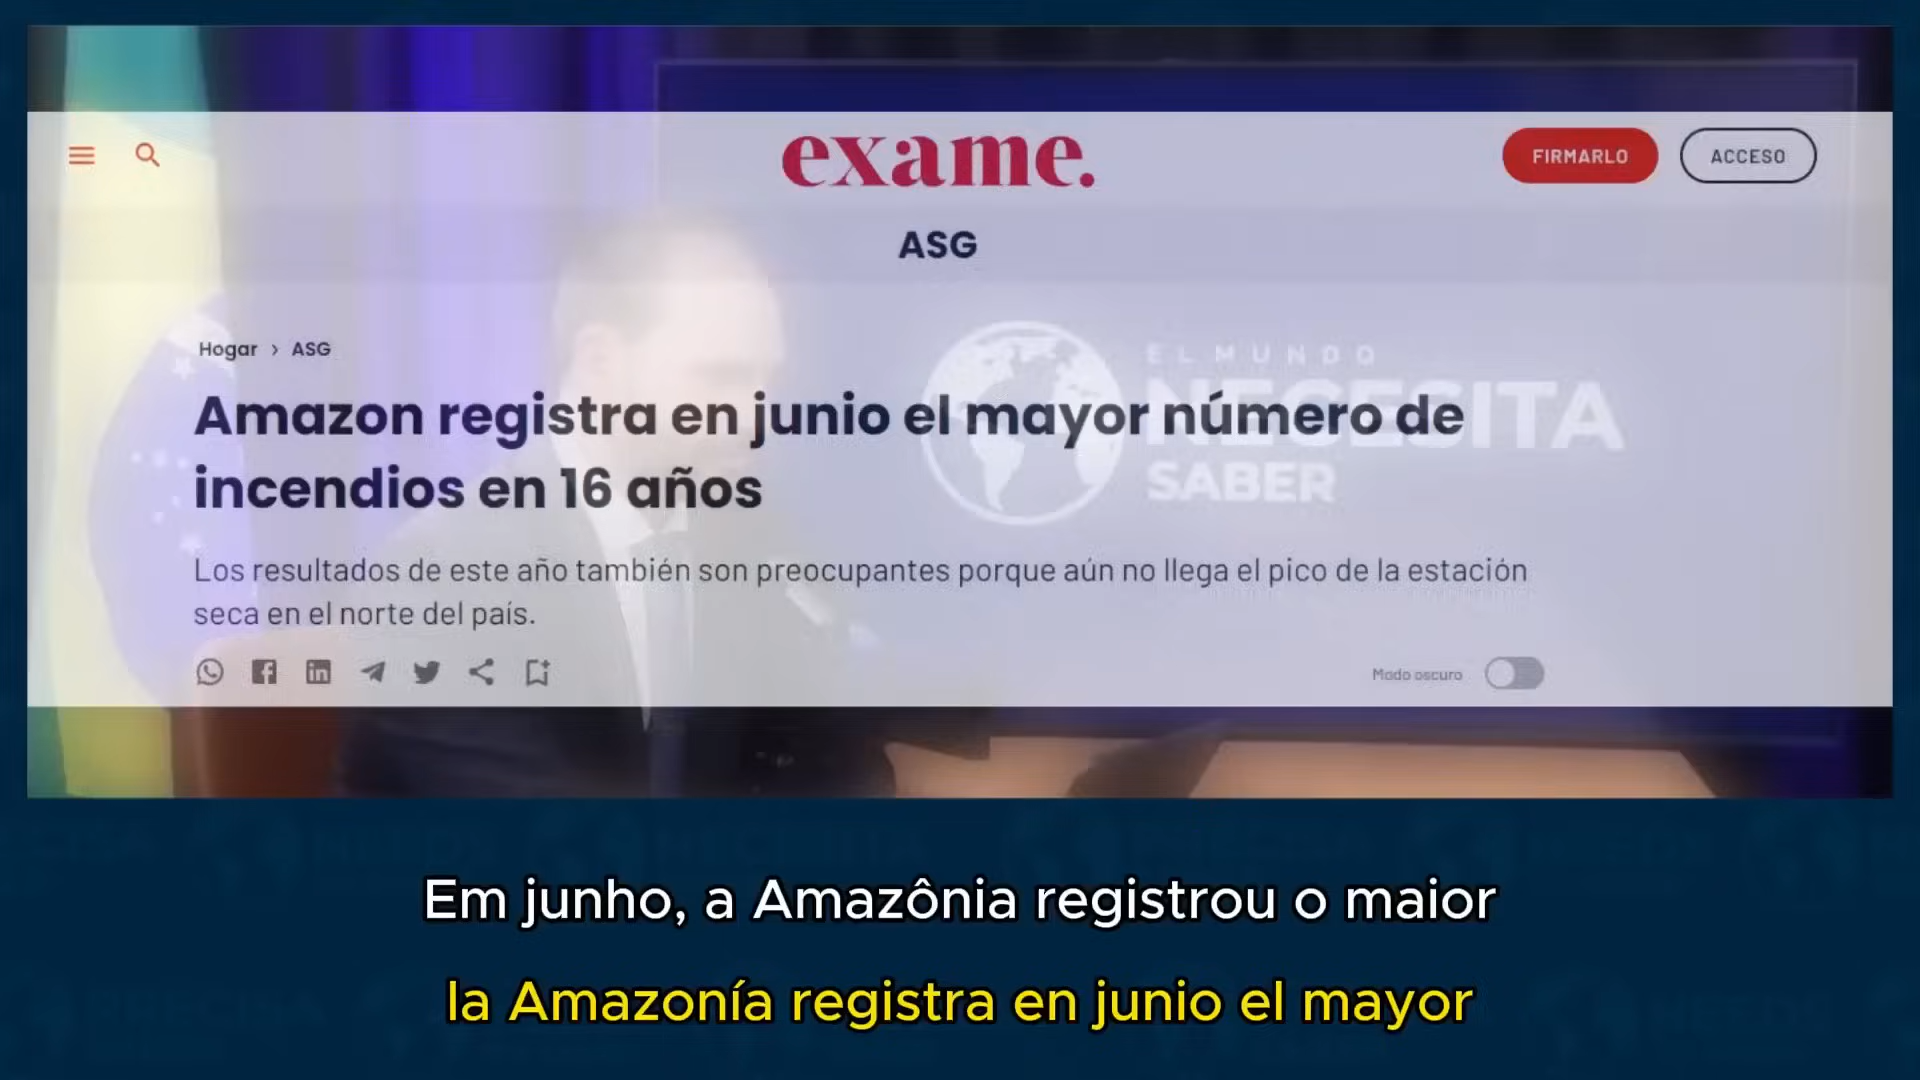 exame.
FIRMARLO
ACCESO
ASG
Hogar › ASG
EL MUNDO
NECESITA
SABER
Amazon registra en junio el mayor número de
incendios en 16 años
Los resultados de este año también son preocupantes porque aún no llega el pico de la estación
seca en el norte del país.
Modo oscuro
Em junho, a Amazônia registrou o maior
la Amazonía registra en junio el mayor